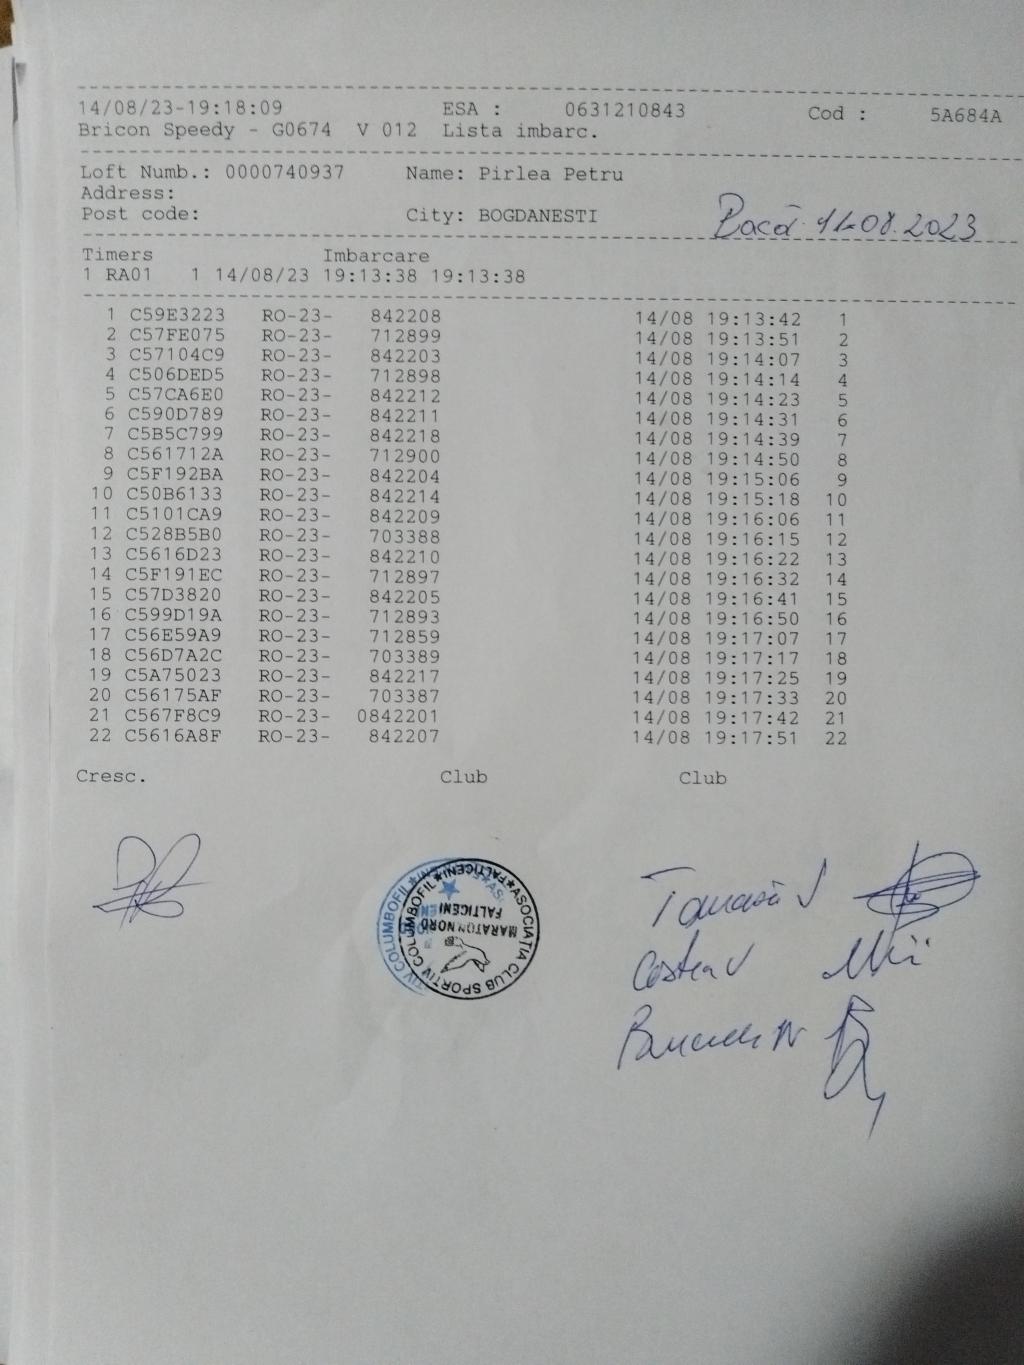 14/08/23-19:18:09 ESA : 0631210843 Cod : 5A684A
Bricon Speedy - G0674 V 012 Lista imbarc.
Loft Numb.: 0000740937 Name: Pirlea Petru
Address:
Post code: City: BOGDANESTI
08.2023
Timers Imbarcare
1 RA01 1 14/08/23 19:13:38 19:13:38
1 C59E3223 RO-23- 842208 14/08 19:13:42 1
2 C57FE075 RO-23- 712899 14/08 19:13:51 2
3 C57104C9 RO-23- 842203 14/08 19:14:07 3
4 C506DED5 RO-23- 712898 14/08 19:14:14 4
5 C57CA6E0 RO-23- 842212 14/08 19:14:23 5
6 C590D789 RO-23- 842211 14/08 19:14:31 6
7 C5B5C799 RO-23- 842218 14/08 19:14:39 7
8 C561712A RO-23- 712900 14/08 19:14:50 8
9 C5F192BA RO-23- 842204 14/08 19:15:06 9
10 C50B6133 RO-23- 842214 14/08 19:15:18 10
11 C5101CA9 RO-23- 842209 14/08 19:16:06 11
12 C528B5B0 RO-23- 703388 14/08 19:16:15 12
13 C5616D23 RO-23- 842210 14/08 19:16:22 13
14 C5F191EC RO-23- 712897 14/08 19:16:32 14
15 C57D3820 RO-23- 842205 14/08 19:16:41 15
16 C599D19A RO-23- 712893 14/08 19:16:50 16
17 C56E59A9 RO-23- 712859 14/08 19:17:07 17
18 C56D7A2C RO-23- 703389 14/08 19:17:17 18
19 C5A75023 RO-23- 842217 14/08 19:17:25 19
20 C56175AF RO-23- 703387 14/08 19:17:33 20
21 C567F8C9 RO-23- 0842201 14/08 19:17:42 21
22 C5616A8F RO-23- 842207 14/08 19:17:51 22
Cresc. Club Club
ASOCIATIA CLUB SPORTIV COLUMBOFIL
MARATON NORD
FALTICENI
FALTICENI
Costea V